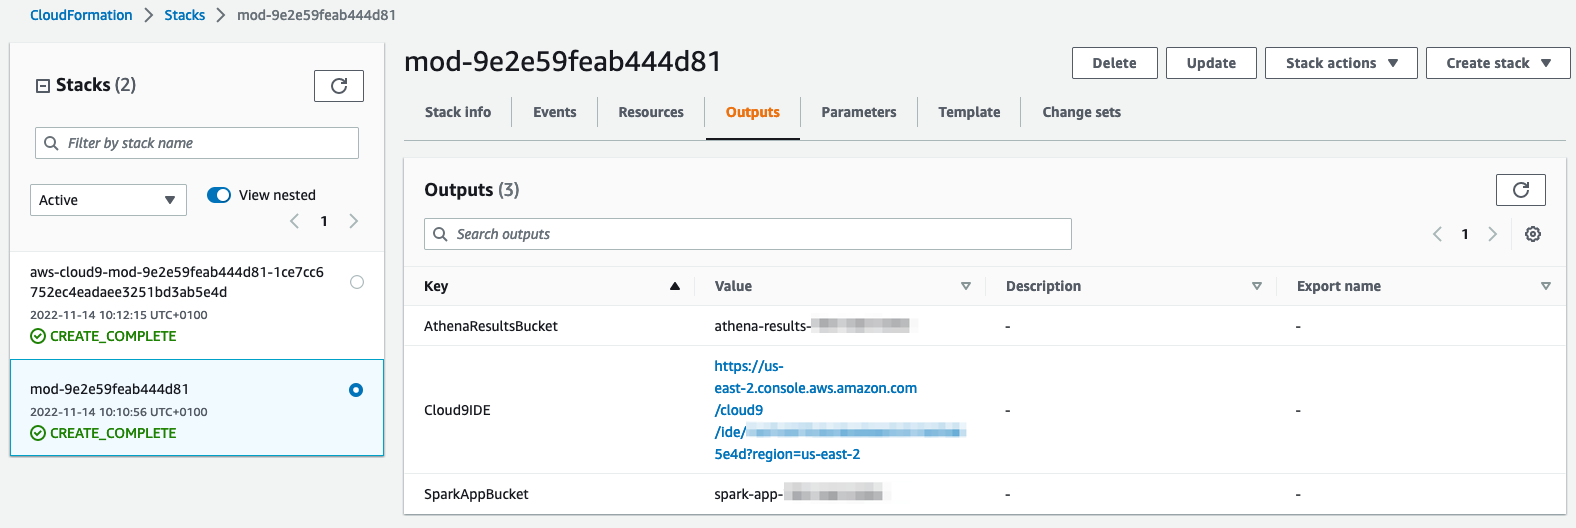 CloudFormation > Stacks > mod-9e2e59feab444d81
Stacks (2)
Filter by stack name
Active
View nested
1
aws-cloud9-mod-9e2e59feab444d81-1ce7cc6
752ec4eadaee3251bd3ab5e4d
2022-11-14 10:12:15 UTC+0100
CREATE_COMPLETE
mod-9e2e59feab444d81
2022-11-14 10:10:56 UTC+0100
CREATE_COMPLETE
mod-9e2e59feab444d81
Delete Update Stack actions Create stack
Stack info Events Resources Outputs Parameters Template Change sets
Outputs (3)
Search outputs
1
Key Value Description Export name
AthenaResultsBucket athena-results- - -
https://us-
east-2.console.aws.amazon.com
/cloud9
Cloud9IDE - -
/ide/
5e4d?region=us-east-2
SparkAppBucket spark-app- - -